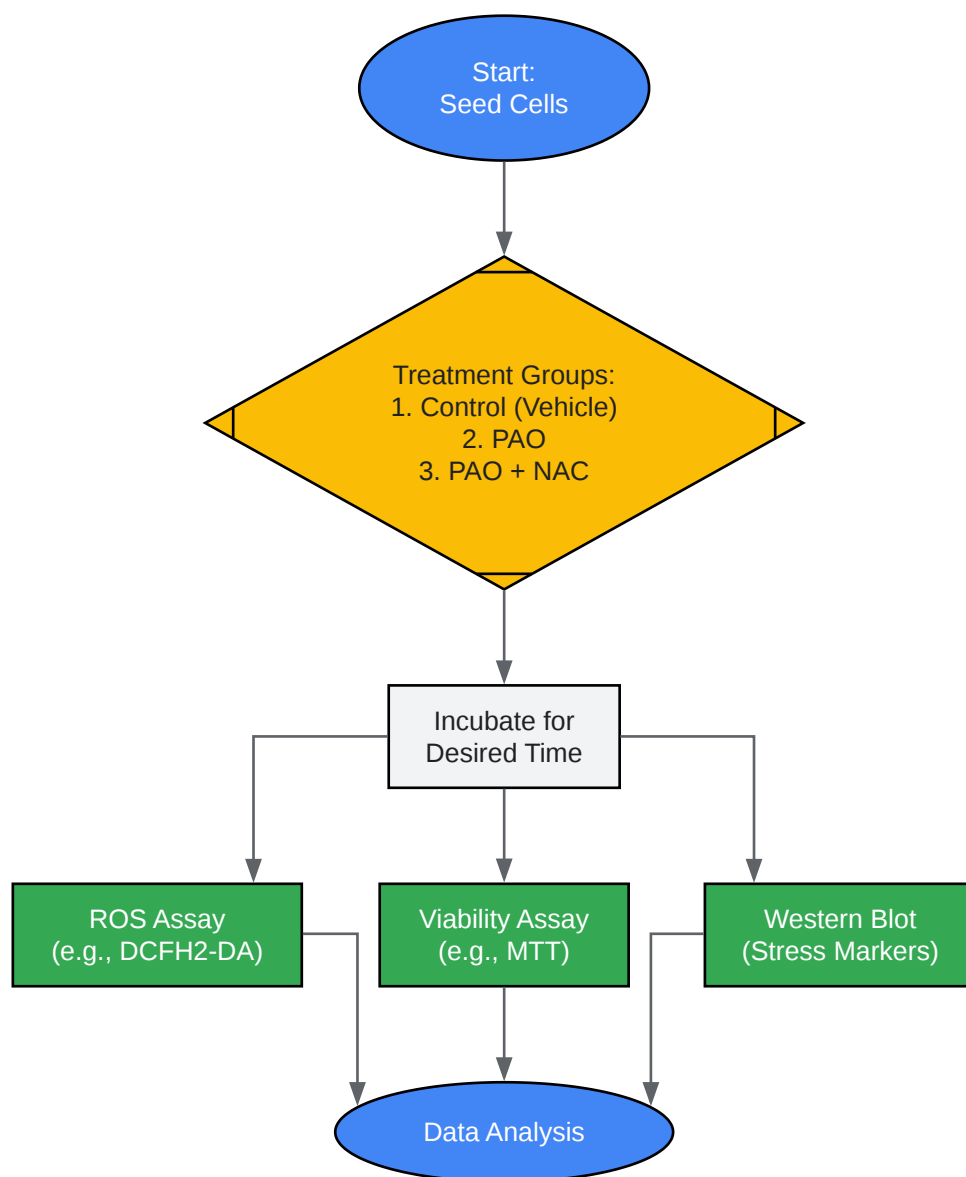 Start:
Seed Cells
Treatment Groups:
1. Control (Vehicle)
2. PAO
3. PAO + NAC
Incubate for
Desired Time
ROS Assay
(e.g., DCFH2-DA)
Viability Assay
(e.g., MTT)
Western Blot
(Stress Markers)
Data Analysis